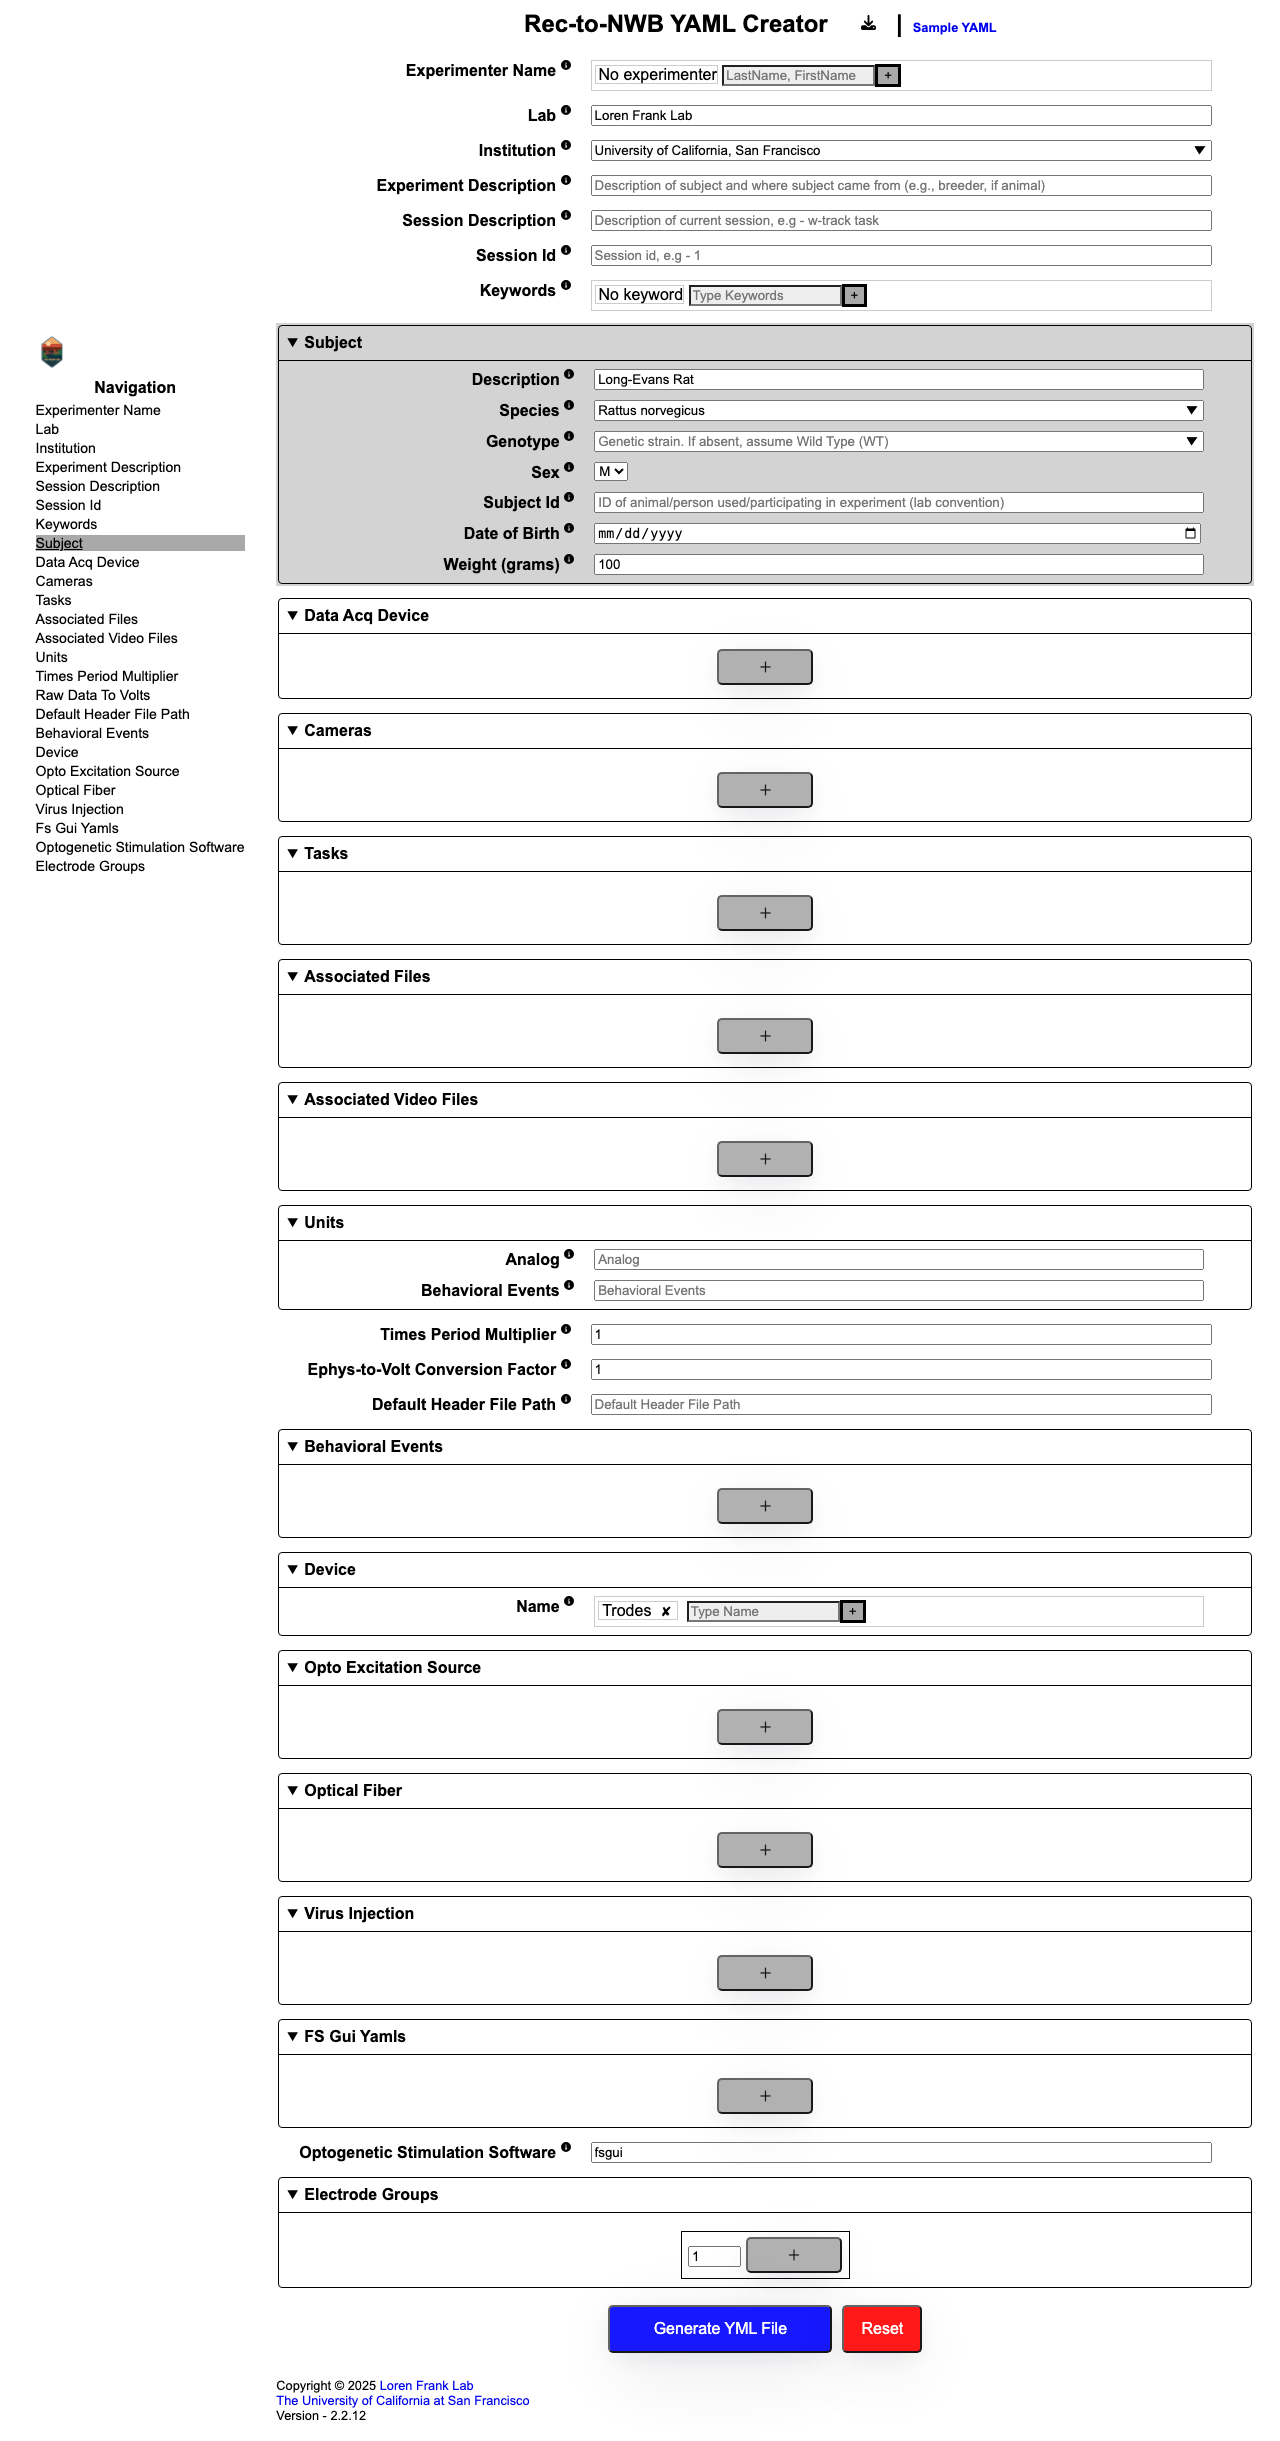 Rec-to-NWB YAML Creator | Sample YAML
Experimenter Name No experimenter LastName, FirstName +
Lab Loren Frank Lab
Institution University of California, San Francisco
Experiment Description Description of subject and where subject came from (e.g., breeder, if animal)
Session Description Description of current session, e.g - w-track task
Session Id Session id, e.g - 1
Keywords No keyword Type Keywords +
Navigation
Experimenter Name
Lab
Institution
Experiment Description
Session Description
Session Id
Keywords
Subject
Data Acq Device
Cameras
Tasks
Associated Files
Associated Video Files
Units
Times Period Multiplier
Raw Data To Volts
Default Header File Path
Behavioral Events
Device
Opto Excitation Source
Optical Fiber
Virus Injection
Fs Gui Yamls
Optogenetic Stimulation Software
Electrode Groups
Subject
Description Long-Evans Rat
Species Rattus norvegicus
Genotype Genetic strain. If absent, assume Wild Type (WT)
Sex M
Subject Id ID of animal/person used/participating in experiment (lab convention)
Date of Birth mm/dd/yyyy
Weight (grams) 100
Data Acq Device
+
Cameras
+
Tasks
+
Associated Files
+
Associated Video Files
+
Units
Analog Analog
Behavioral Events Behavioral Events
Times Period Multiplier 1
Ephys-to-Volt Conversion Factor 1
Default Header File Path Default Header File Path
Behavioral Events
+
Device
Name Trodes ✘ Type Name +
Opto Excitation Source
+
Optical Fiber
+
Virus Injection
+
FS Gui Yamls
+
Optogenetic Stimulation Software fsgui
Electrode Groups
1 +
Generate YML File Reset
Copyright © 2025 Loren Frank Lab
The University of California at San Francisco
Version - 2.2.12